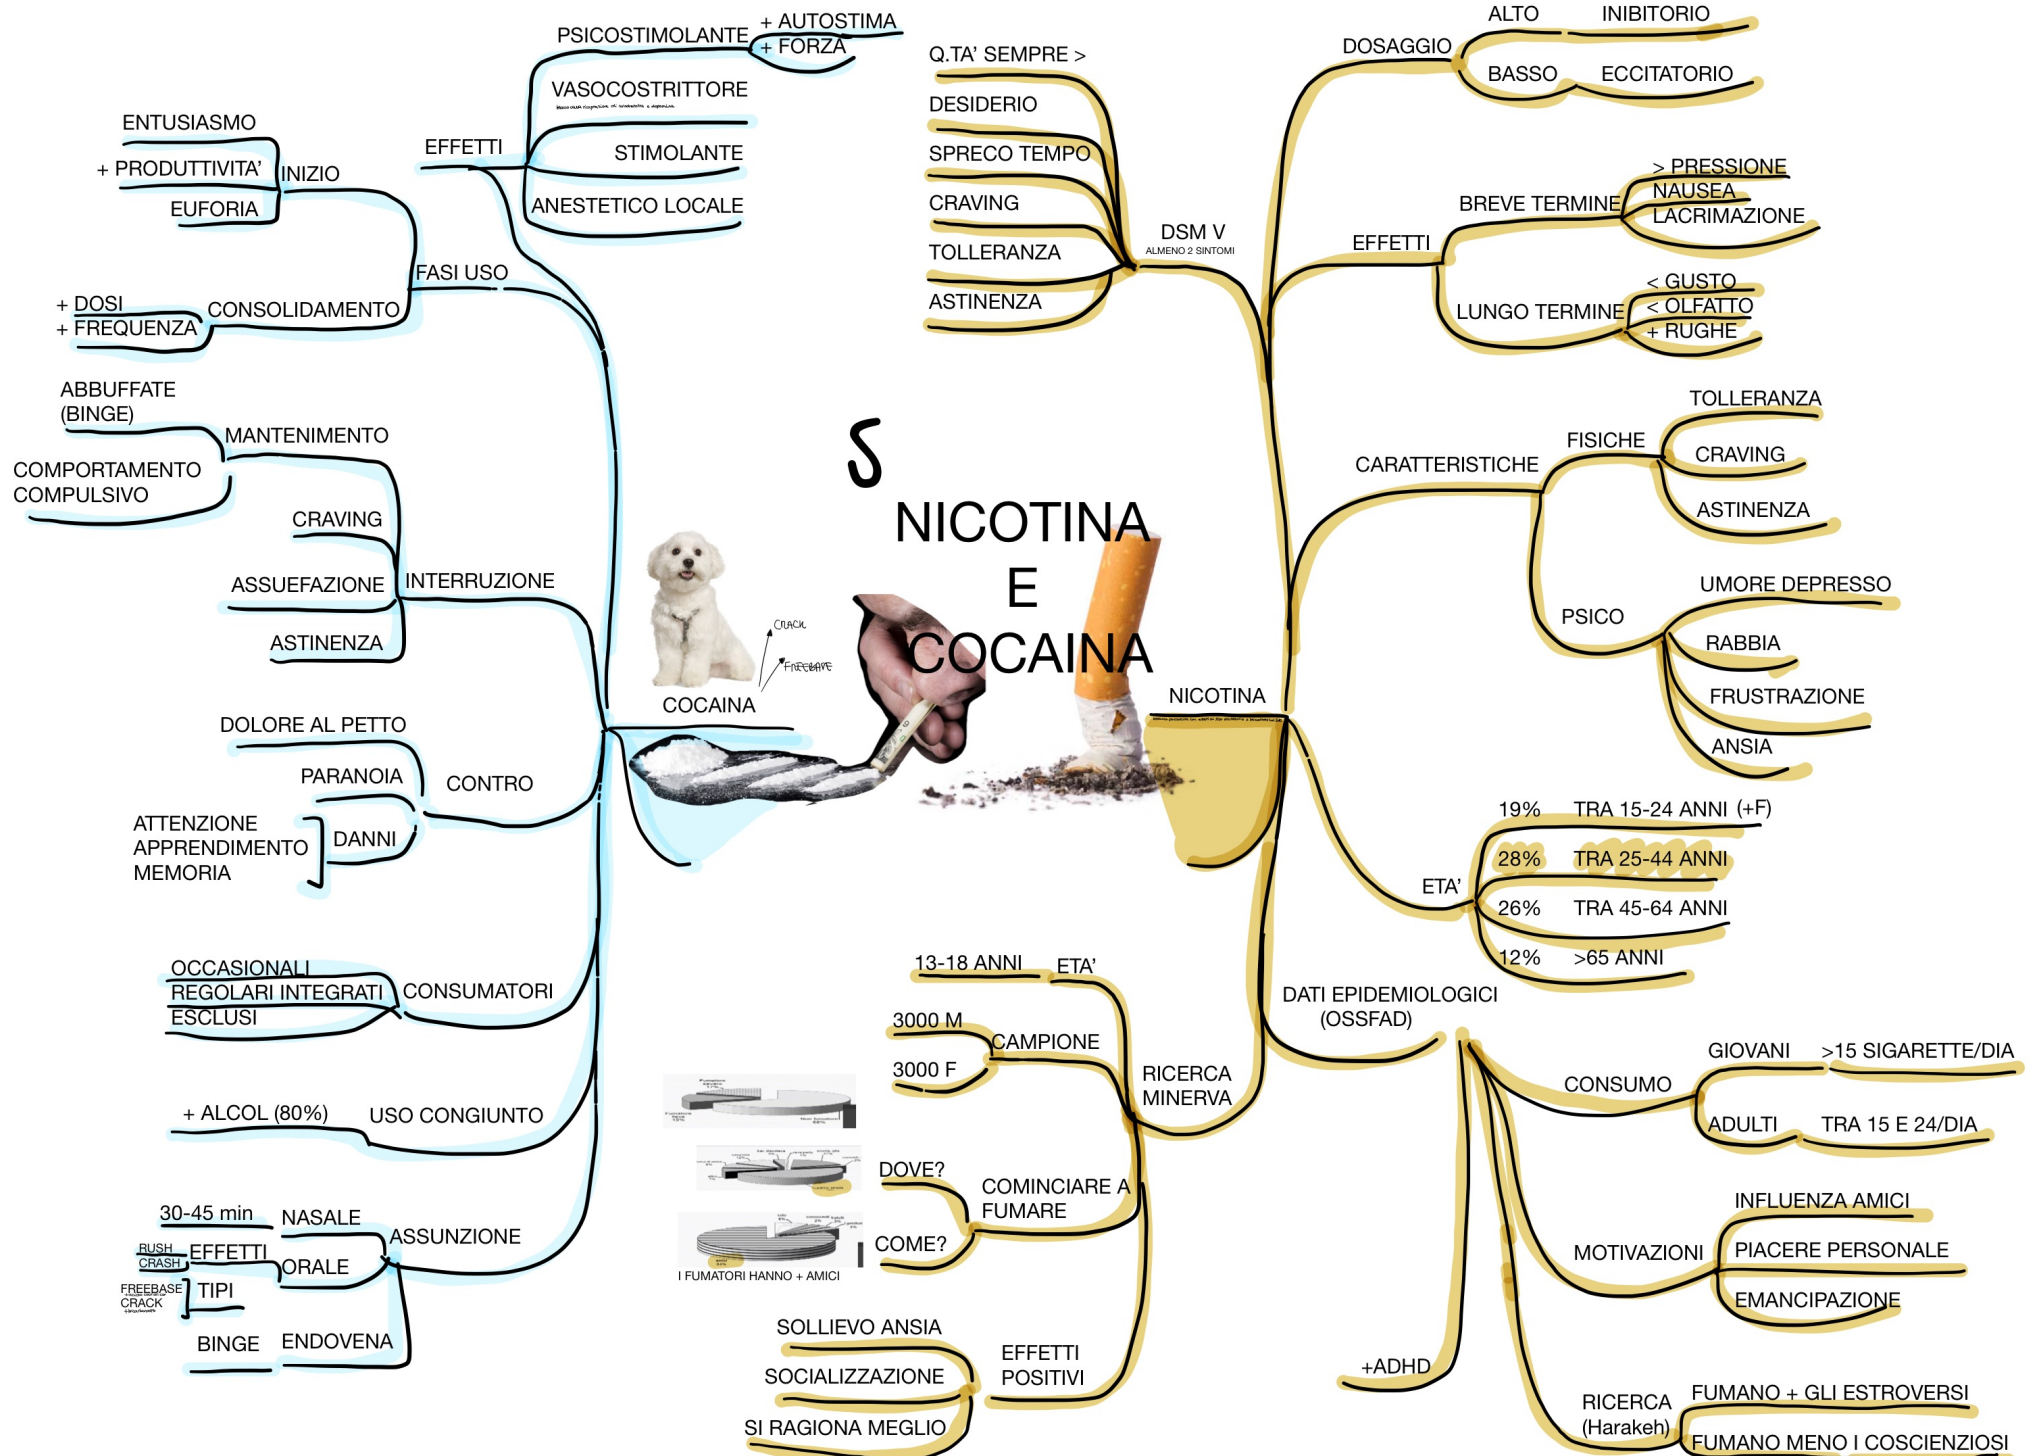 NICOTINA
E
COCAINA
COCAINA
CRACK
FREEBASE
EFFETTI
PSICOSTIMOLANTE
+ AUTOSTIMA
+ FORZA
VASOCOSTRITTORE
STIMOLANTE
ANESTETICO LOCALE
FASI USO
INIZIO
ENTUSIASMO
+ PRODUTTIVITA'
EUFORIA
CONSOLIDAMENTO
+ DOSI
+ FREQUENZA
MANTENIMENTO
ABBUFFATE
(BINGE)
COMPORTAMENTO
COMPULSIVO
INTERRUZIONE
CRAVING
ASSUEFAZIONE
ASTINENZA
CONTRO
DOLORE AL PETTO
PARANOIA
DANNI
ATTENZIONE
APPRENDIMENTO
MEMORIA
CONSUMATORI
OCCASIONALI
REGOLARI INTEGRATI
ESCLUSI
USO CONGIUNTO
+ ALCOL (80%)
ASSUNZIONE
NASALE
30-45 min
ORALE
EFFETTI
RUSH
CRASH
TIPI
FREEBASE
CRACK
ENDOVENA
BINGE
NICOTINA
DSM V
ALMENO 2 SINTOMI
Q.TA' SEMPRE >
DESIDERIO
SPRECO TEMPO
CRAVING
TOLLERANZA
ASTINENZA
DOSAGGIO
ALTO INIBITORIO
BASSO ECCITATORIO
EFFETTI
BREVE TERMINE
> PRESSIONE
NAUSEA
LACRIMAZIONE
LUNGO TERMINE
< GUSTO
< OLFATTO
+ RUGHE
CARATTERISTICHE
FISICHE
TOLLERANZA
CRAVING
ASTINENZA
PSICO
UMORE DEPRESSO
RABBIA
FRUSTRAZIONE
ANSIA
ETA'
19% TRA 15-24 ANNI (+F)
28% TRA 25-44 ANNI
26% TRA 45-64 ANNI
12% >65 ANNI
DATI EPIDEMIOLOGICI
(OSSFAD)
CONSUMO
GIOVANI >15 SIGARETTE/DIA
ADULTI TRA 15 E 24/DIA
MOTIVAZIONI
INFLUENZA AMICI
PIACERE PERSONALE
EMANCIPAZIONE
+ADHD
RICERCA
(Harakeh)
FUMANO + GLI ESTROVERSI
FUMANO MENO I COSCIENZIOSI
RICERCA
MINERVA
ETA'
13-18 ANNI
CAMPIONE
3000 M
3000 F
COMINCIARE A
FUMARE
DOVE?
COME?
I FUMATORI HANNO + AMICI
EFFETTI
POSITIVI
SOLLIEVO ANSIA
SOCIALIZZAZIONE
SI RAGIONA MEGLIO